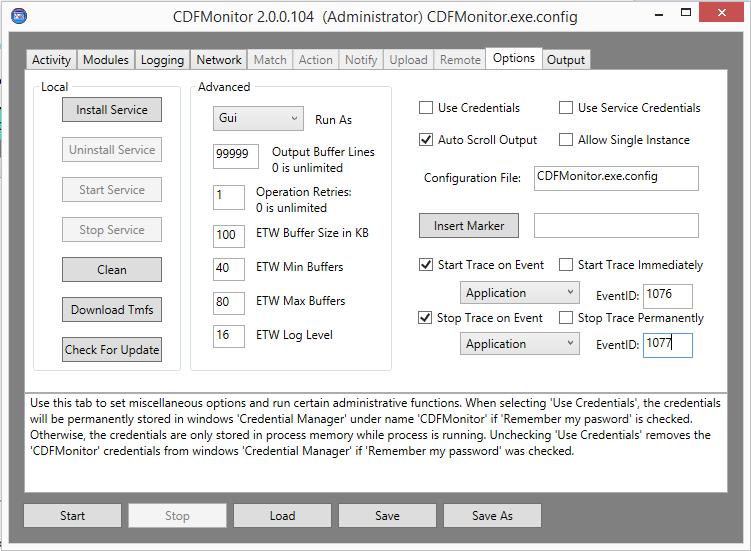 CDFMonitor 2.0.0.104 (Administrator) CDFMonitor.exe.config
Activity Modules Logging Network Match Action Notify Upload Remote Options Output
Local
Install Service
Uninstall Service
Start Service
Stop Service
Clean
Download Tmfs
Check For Update
Advanced
Gui Run As
99999 Output Buffer Lines
0 is unlimited
1 Operation Retries:
0 is unlimited
100 ETW Buffer Size in KB
40 ETW Min Buffers
80 ETW Max Buffers
16 ETW Log Level
Use Credentials Use Service Credentials
Auto Scroll Output Allow Single Instance
Configuration File: CDFMonitor.exe.config
Insert Marker
Start Trace on Event Start Trace Immediately
Application EventID: 1076
Stop Trace on Event Stop Trace Permanently
Application EventID: 1077
Use this tab to set miscellaneous options and run certain administrative functions. When selecting 'Use Credentials', the credentials
will be permanently stored in windows 'Credential Manager' under name 'CDFMonitor' if 'Remember my pasword' is checked.
Otherwise, the credentials are only stored in process memory while process is running. Unchecking 'Use Credentials' removes the
'CDFMonitor' credentials from windows 'Credential Manager' if 'Remember my password' was checked.
Start Stop Load Save Save As